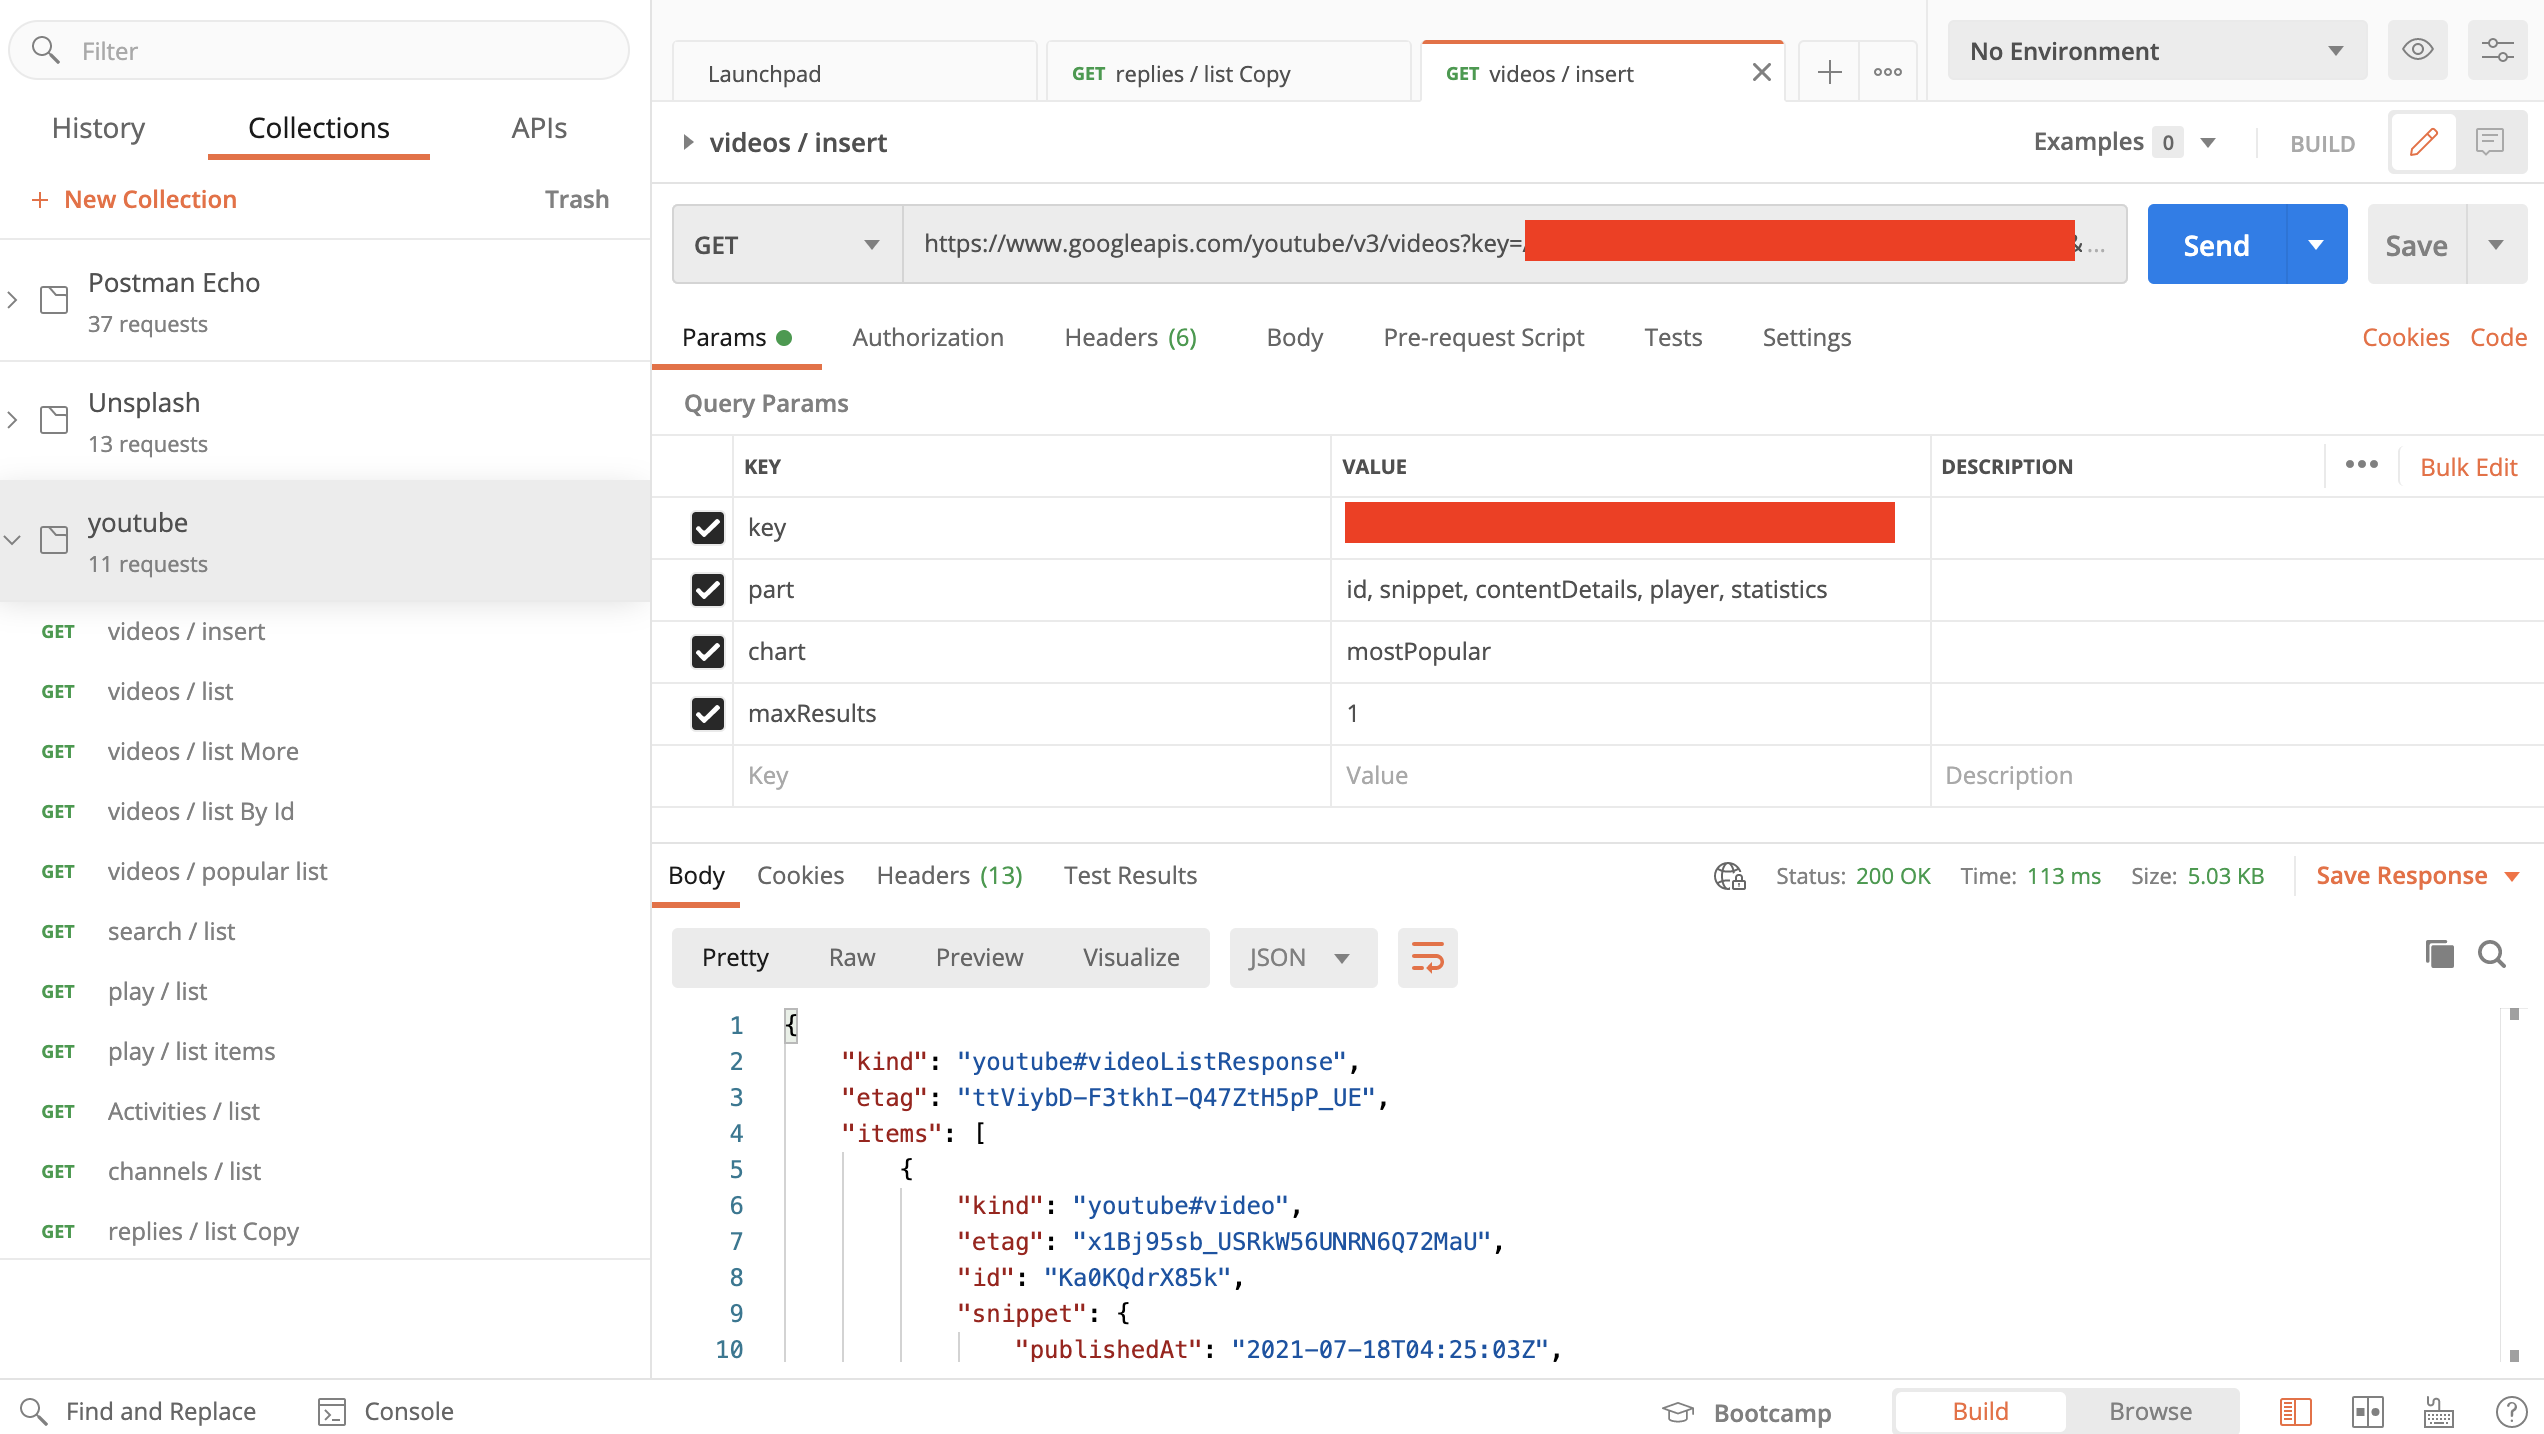 Filter
History
Collections
APIs
+ New Collection
Trash
Postman Echo
37 requests
Unsplash
13 requests
youtube
11 requests
GET videos / insert
GET videos / list
GET videos / list More
GET videos / list By Id
GET videos / popular list
GET search / list
GET play / list
GET play / list items
GET Activities / list
GET channels / list
GET replies / list Copy
Launchpad
GET replies / list Copy
GET videos / insert
No Environment
videos / insert
Examples 0
BUILD
GET
https://www.googleapis.com/youtube/v3/videos?key=
& ...
Send
Save
Params
Authorization
Headers (6)
Body
Pre-request Script
Tests
Settings
Cookies
Code
Query Params
KEY VALUE DESCRIPTION
Bulk Edit
key
part id, snippet, contentDetails, player, statistics
chart mostPopular
maxResults 1
Key Value Description
Body
Cookies
Headers (13)
Test Results
Status: 200 OK
Time: 113 ms
Size: 5.03 KB
Save Response
Pretty
Raw
Preview
Visualize
JSON
1 {
2 "kind": "youtube#videoListResponse",
3 "etag": "ttViybD-F3tkhI-Q47ZtH5pP_UE",
4 "items": [
5 {
6 "kind": "youtube#video",
7 "etag": "x1Bj95sb_USRkW56UNRN6Q72MaU",
8 "id": "Ka0KQdrX85k",
9 "snippet": {
10 "publishedAt": "2021-07-18T04:25:03Z",
Find and Replace
Console
Bootcamp
Build
Browse